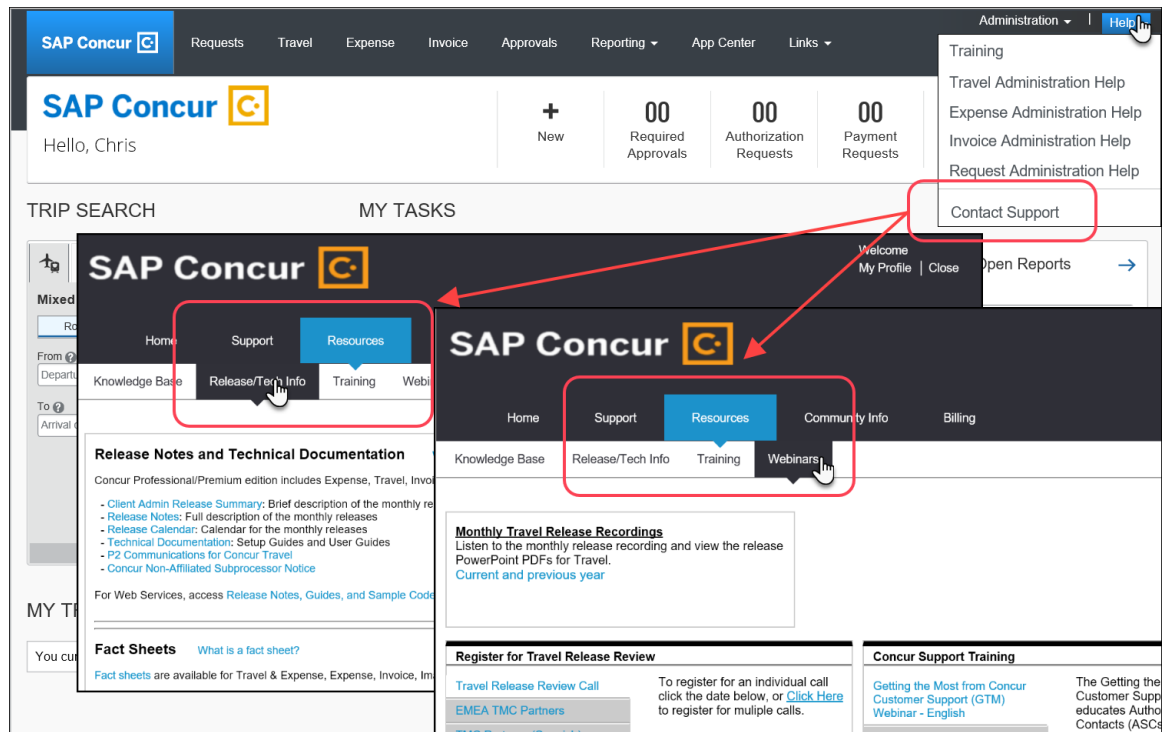 Administration | Help
SAP Concur C
Requests
Travel
Expense
Invoice
Approvals
Reporting
App Center
Links
Training
Travel Administration Help
Expense Administration Help
Invoice Administration Help
Request Administration Help
Contact Support
SAP Concur C
Hello, Chris
+
New
00
Required
Approvals
00
Authorization
Requests
00
Payment
Requests
TRIP SEARCH
MY TASKS
Open Reports →
Mixed
From ?
To ?
Arrival
SAP Concur C
Welcome
My Profile | Close
Home
Support
Resources
Knowledge Base
Release/Tech Info
Training
Release Notes and Technical Documentation
Concur Professional/Premium edition includes Expense, Travel,
- Client Admin Release Summary: Brief description of the monthly
- Release Notes: Full description of the monthly releases
- Release Calendar: Calendar for the monthly releases
- Technical Documentation: Setup Guides and User Guides
- P2 Communications for Concur Travel
- Concur Non-Affiliated Subprocessor Notice
For Web Services, access Release Notes, Guides, and Sample Code
Fact Sheets What is a fact sheet?
Fact sheets are available for Travel & Expense, Expense, Invoice,
MY
You
SAP Concur C
Home
Support
Resources
Community Info
Billing
Knowledge Base
Release/Tech Info
Training
Webinars
Monthly Travel Release Recordings
Listen to the monthly release recording and view the release
PowerPoint PDFs for Travel.
Current and previous year
Register for Travel Release Review
Travel Release Review Call
EMEA TMC Partners
To register for an individual call
click the date below, or Click Here
to register for muliple calls.
Concur Support Training
Getting the Most from Concur
Customer Support (GTM)
Webinar - English
The Getting the
Customer
educates
Contacts